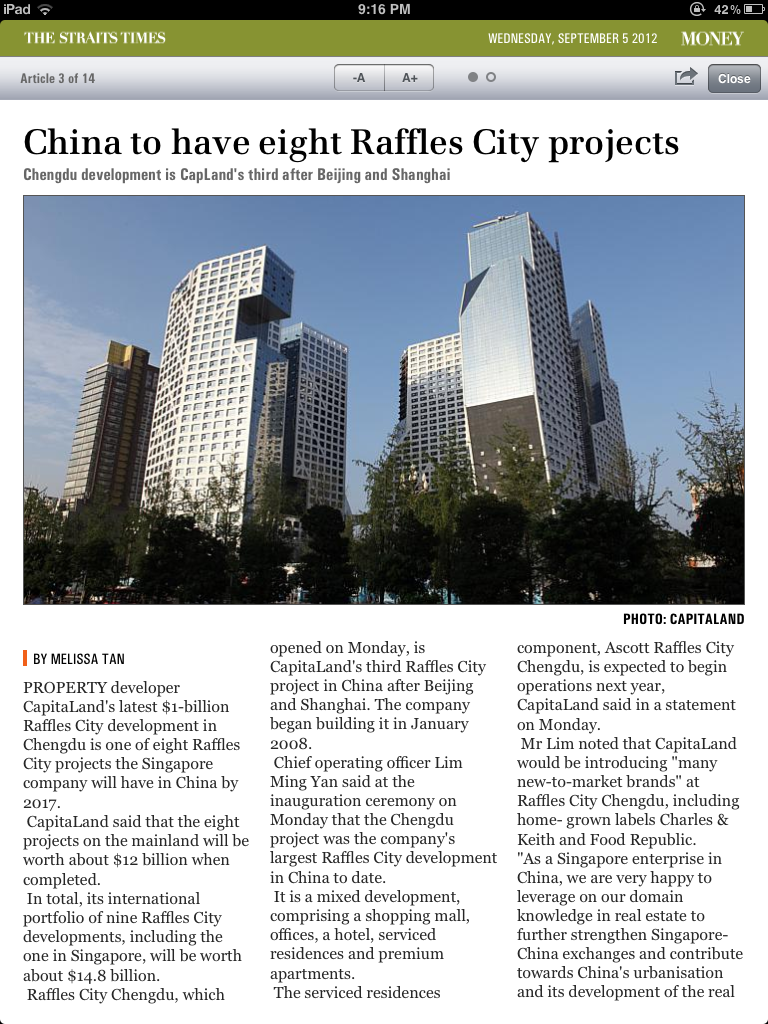 iPad
9:16 PM
42%
THE STRAITS TIMES
WEDNESDAY, SEPTEMBER 5 2012
MONEY
Article 3 of 14
-A
A+
Close
China to have eight Raffles City projects
Chengdu development is CapLand's third after Beijing and Shanghai
PHOTO: CAPITALAND
BY MELISSA TAN
PROPERTY developer
CapitaLand's latest $1-billion
Raffles City development in
Chengdu is one of eight Raffles
City projects the Singapore
company will have in China by
2017.
CapitaLand said that the eight
projects on the mainland will be
worth about $12 billion when
completed.
In total, its international
portfolio of nine Raffles City
developments, including the
one in Singapore, will be worth
about $14.8 billion.
Raffles City Chengdu, which
opened on Monday, is
CapitaLand's third Raffles City
project in China after Beijing
and Shanghai. The company
began building it in January
2008.
Chief operating officer Lim
Ming Yan said at the
inauguration ceremony on
Monday that the Chengdu
project was the company's
largest Raffles City development
in China to date.
It is a mixed development,
comprising a shopping mall,
offices, a hotel, serviced
residences and premium
apartments.
The serviced residences
component, Ascott Raffles City
Chengdu, is expected to begin
operations next year,
CapitaLand said in a statement
on Monday.
Mr Lim noted that CapitaLand
would be introducing "many
new-to-market brands" at
Raffles City Chengdu, including
home- grown labels Charles &
Keith and Food Republic.
"As a Singapore enterprise in
China, we are very happy to
leverage on our domain
knowledge in real estate to
further strengthen Singapore-
China exchanges and contribute
towards China's urbanisation
and its development of the real